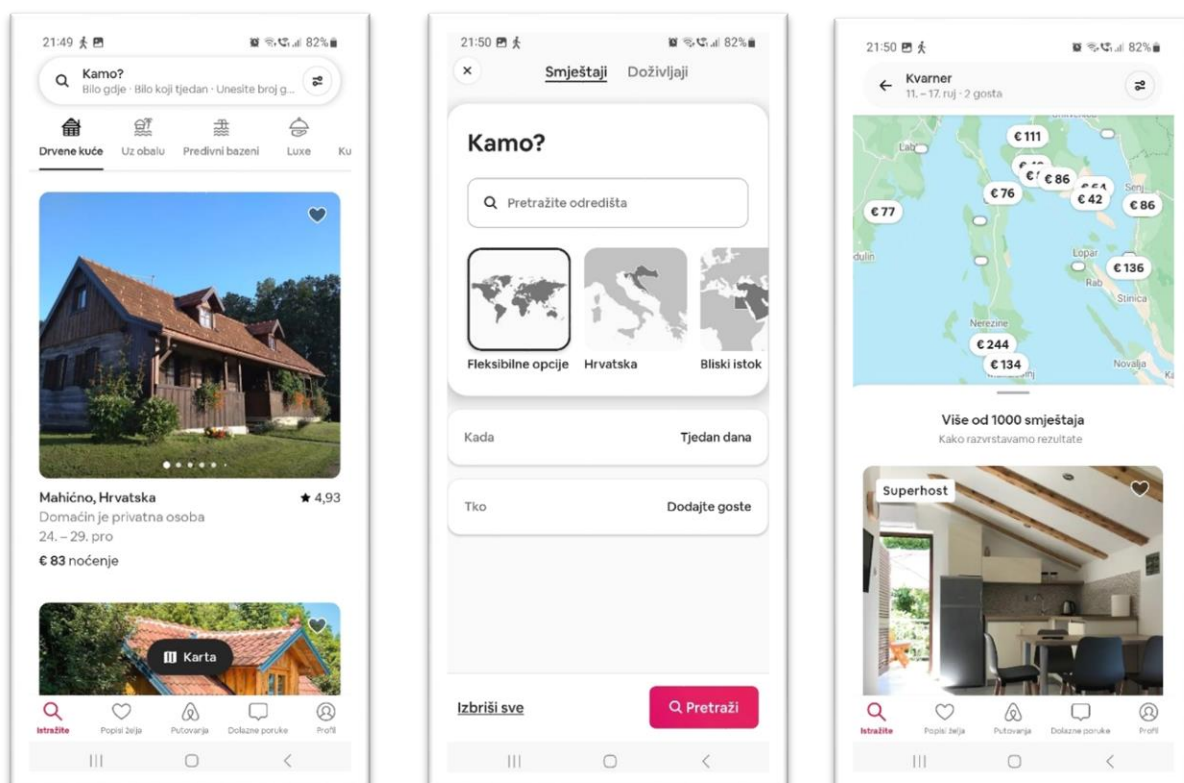 21:49
82%
Kamo?
Bilo gdje · Bilo koji tjedan · Unesite broj g...
Drvene kuće
Uz obalu
Predivni bazeni
Luxe
Ku
Mahićno, Hrvatska
4,93
Domaćin je privatna osoba
24. – 29. pro
€ 83 noćenje
Karta
Istražite
Popisi želja
Putovanja
Dolazne poruke
Profil
21:50
82%
Smještaji
Doživljaji
Kamo?
Pretražite odredišta
Fleksibilne opcije
Hrvatska
Bliski istok
Kada
Tjedan dana
Tko
Dodajte goste
Izbriši sve
Pretraži
21:50
82%
Kvarner
11. – 17. ruj · 2 gosta
€ 111
Lab
€ 86
€ 76
Senj
€ 42
€ 86
€ 77
dulin
Lopar
€ 136
Rab
Stinica
Nerezine
€ 244
€ 134
Novalja
Ka
Više od 1000 smještaja
Kako razvrstavamo rezultate
Superhost
Istražite
Popisi želja
Putovanja
Dolazne poruke
Profil